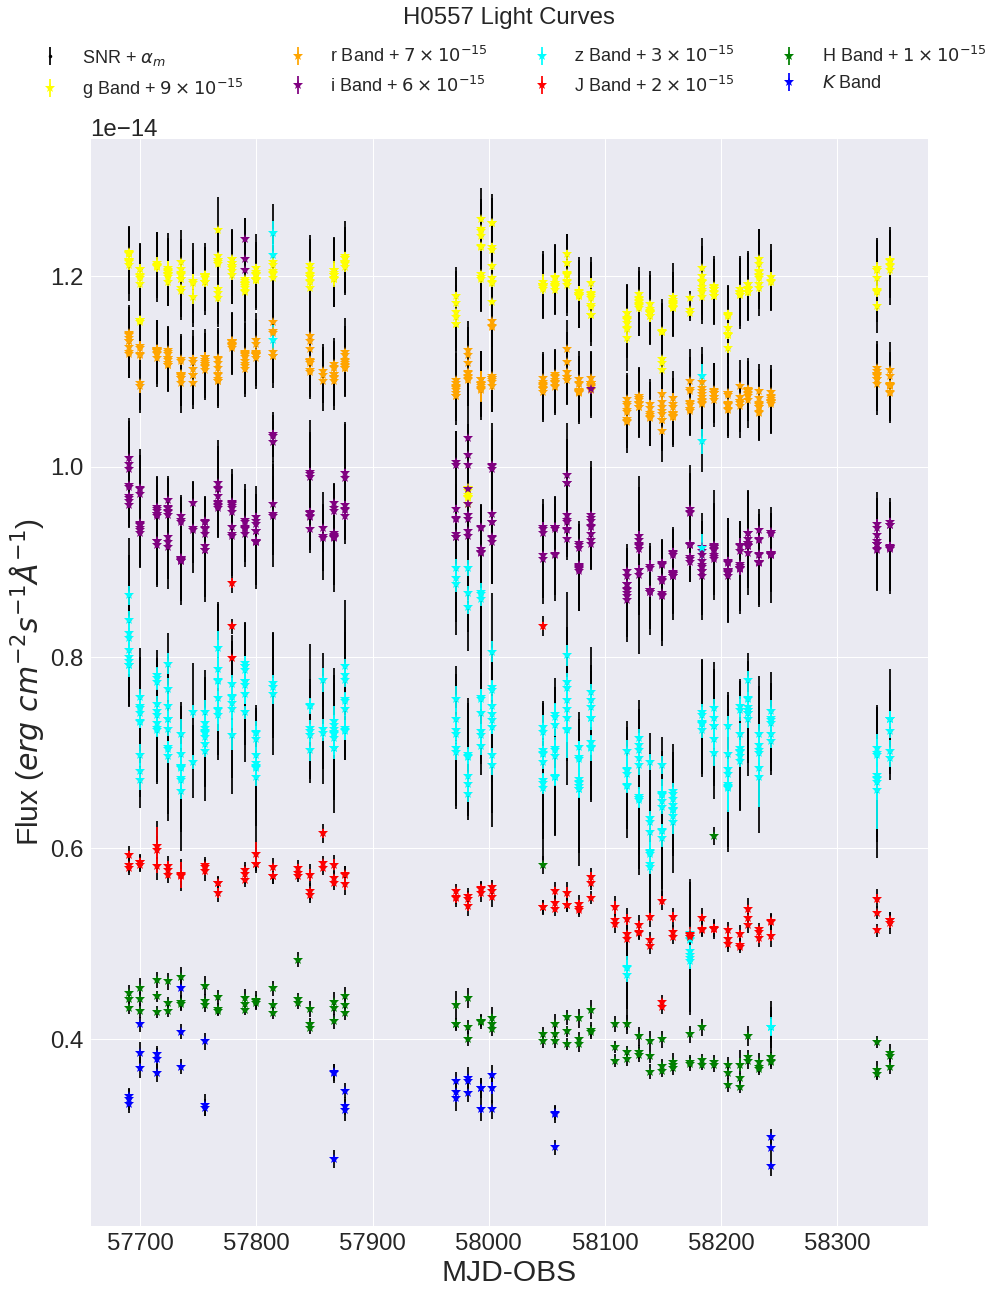 H0557 Light Curves
SNR + α_m
r Band + 7 × 10^{−15}
z Band + 3 × 10^{−15}
H Band + 1 × 10^{−15}
g Band + 9 × 10^{−15}
i Band + 6 × 10^{−15}
J Band + 2 × 10^{−15}
K Band
1e−14
1.2
1.0
0.8
0.6
0.4
Flux (erg cm^{−2}s^{−1}Å^{−1})
57700
57800
57900
58000
58100
58200
58300
MJD-OBS